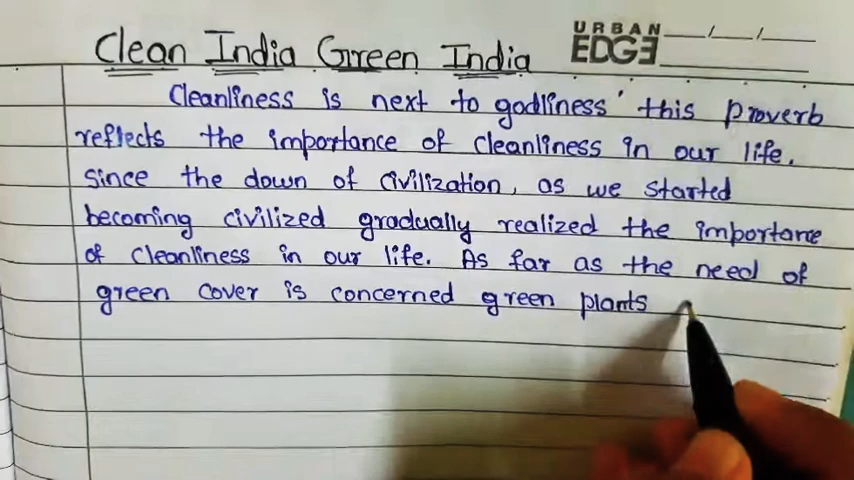 Clean India Green India
URBAN
EDGE
Cleanliness is next to godliness' this proverb
reflects the importance of cleanliness in our life.
since the down of civilization, as we started
becoming civilized gradually realized the importance
of cleanliness in our life. As far as the need of
green cover is concerned green plants